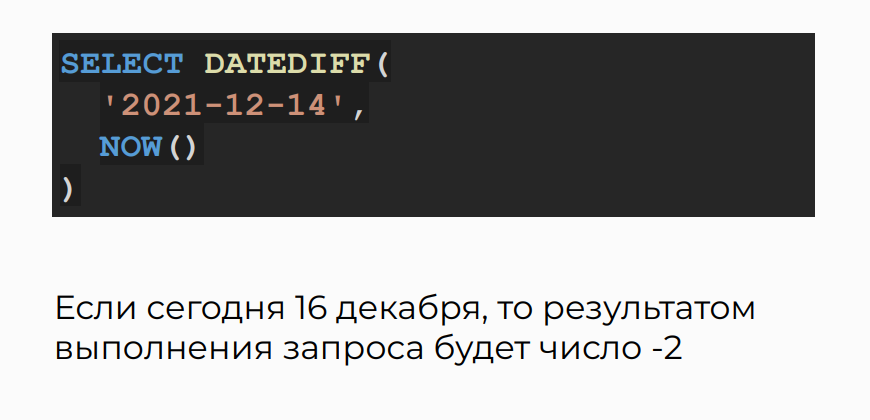 SELECT DATEDIFF(
'2021-12-14',
NOW()
)
Если сегодня 16 декабря, то результатом
выполнения запроса будет число -2